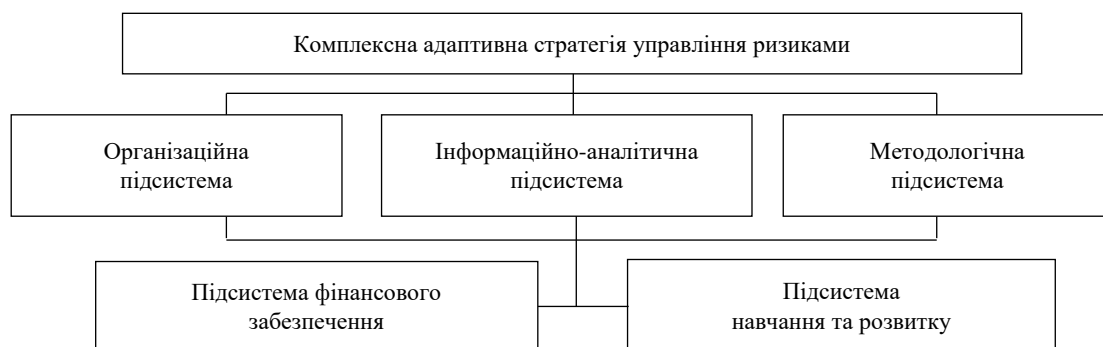 Комплексна адаптивна стратегія управління ризиками
Організаційна
підсистема
Інформаційно-аналітична
підсистема
Методологічна
підсистема
Підсистема фінансового
забезпечення
Підсистема
навчання та розвитку